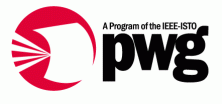 A Program of the IEEE-ISTO
pwg